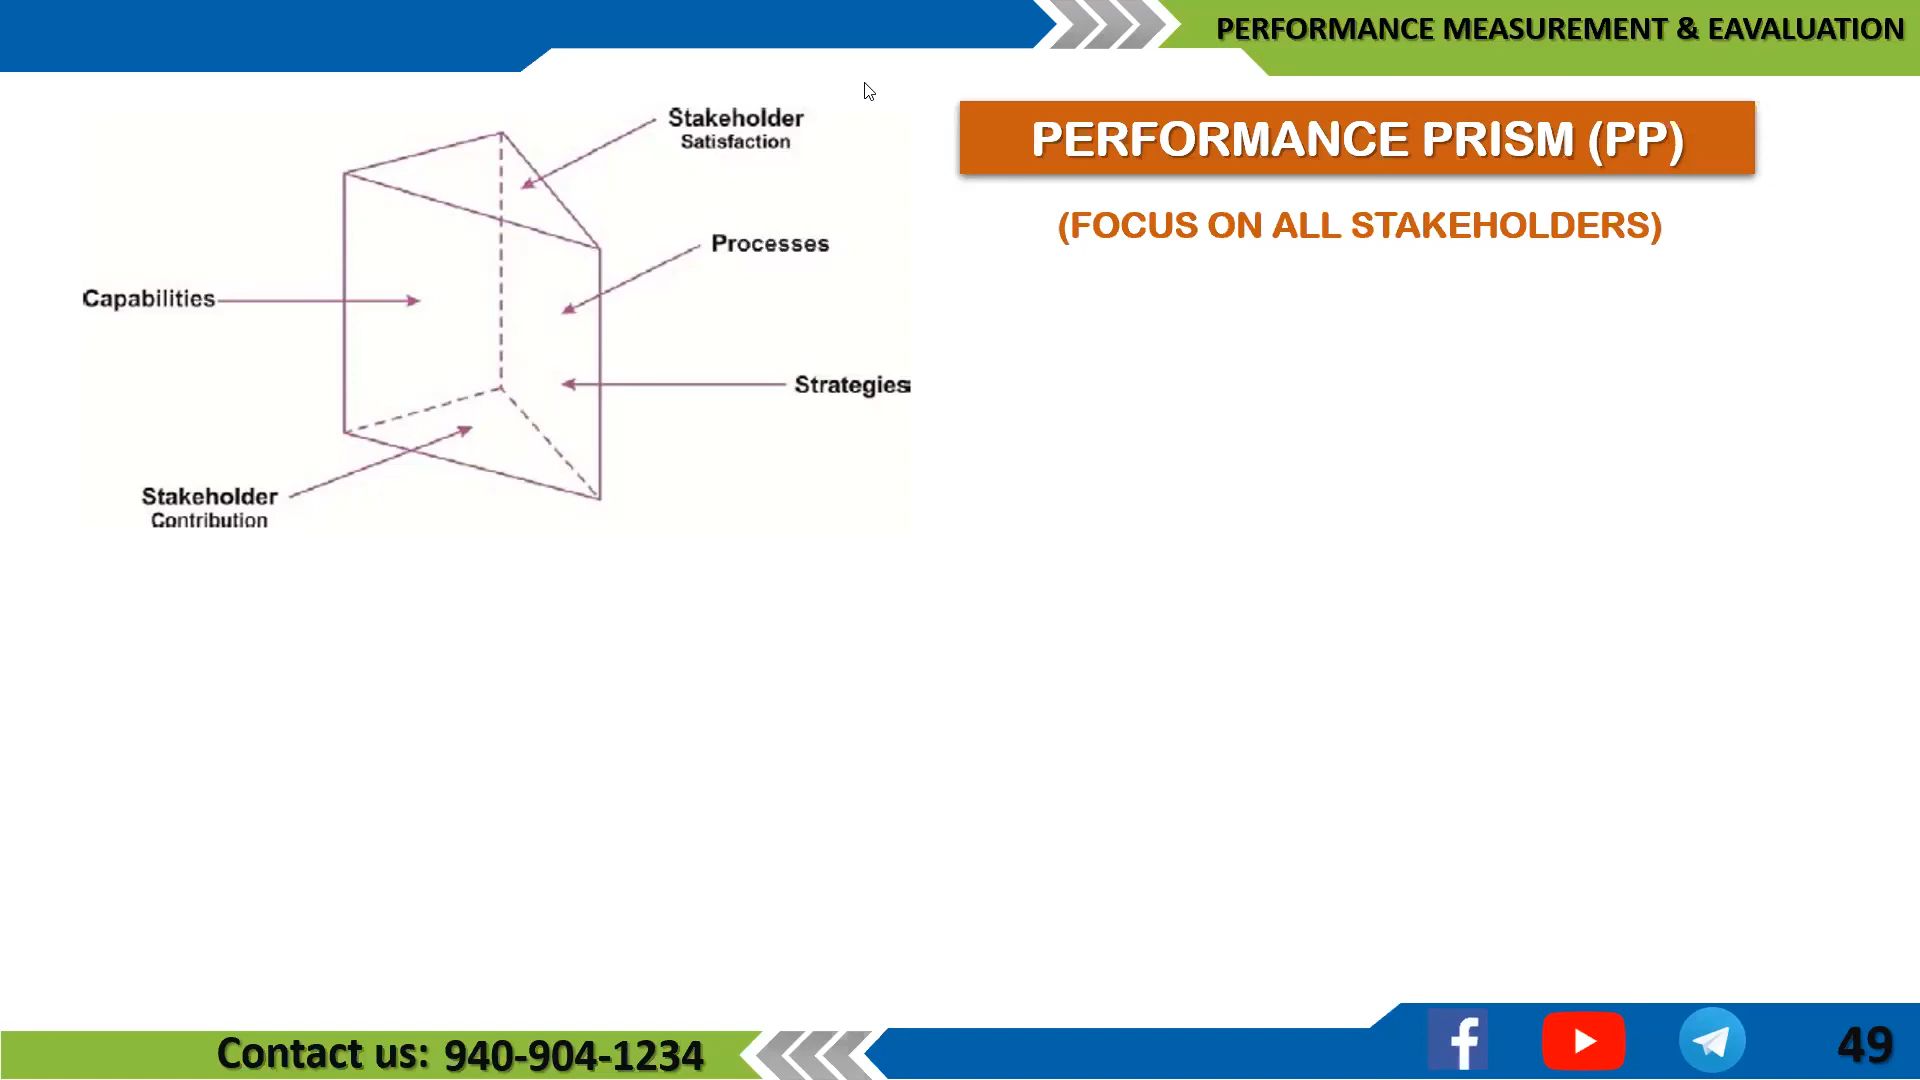 PERFORMANCE MEASUREMENT & EAVALUATION
PERFORMANCE PRISM (PP)
(FOCUS ON ALL STAKEHOLDERS)
Stakeholder
Satisfaction
Processes
Capabilities
Strategies
Stakeholder
Contribution
Contact us: 940-904-1234
49